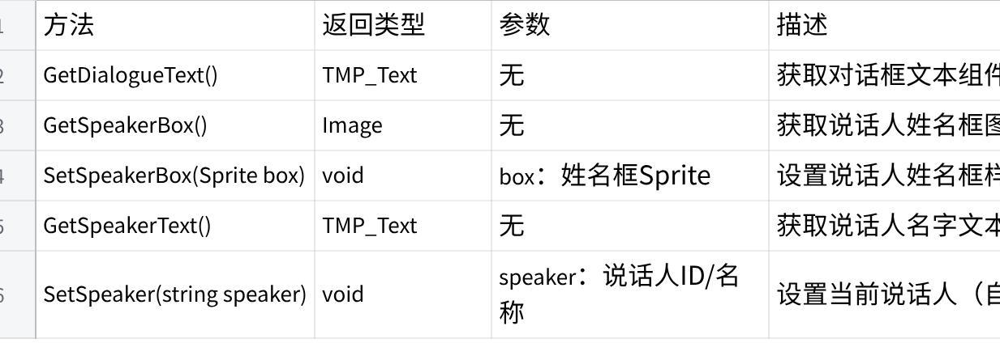 1 方法 返回类型 参数 描述
2 GetDialogueText() TMP_Text 无 获取对话框文本组件
3 GetSpeakerBox() Image 无 获取说话人姓名框图
4 SetSpeakerBox(Sprite box) void box：姓名框Sprite 设置说话人姓名框样
5 GetSpeakerText() TMP_Text 无 获取说话人名字文本
6 SetSpeaker(string speaker) void speaker：说话人ID/名
称 设置当前说话人（自